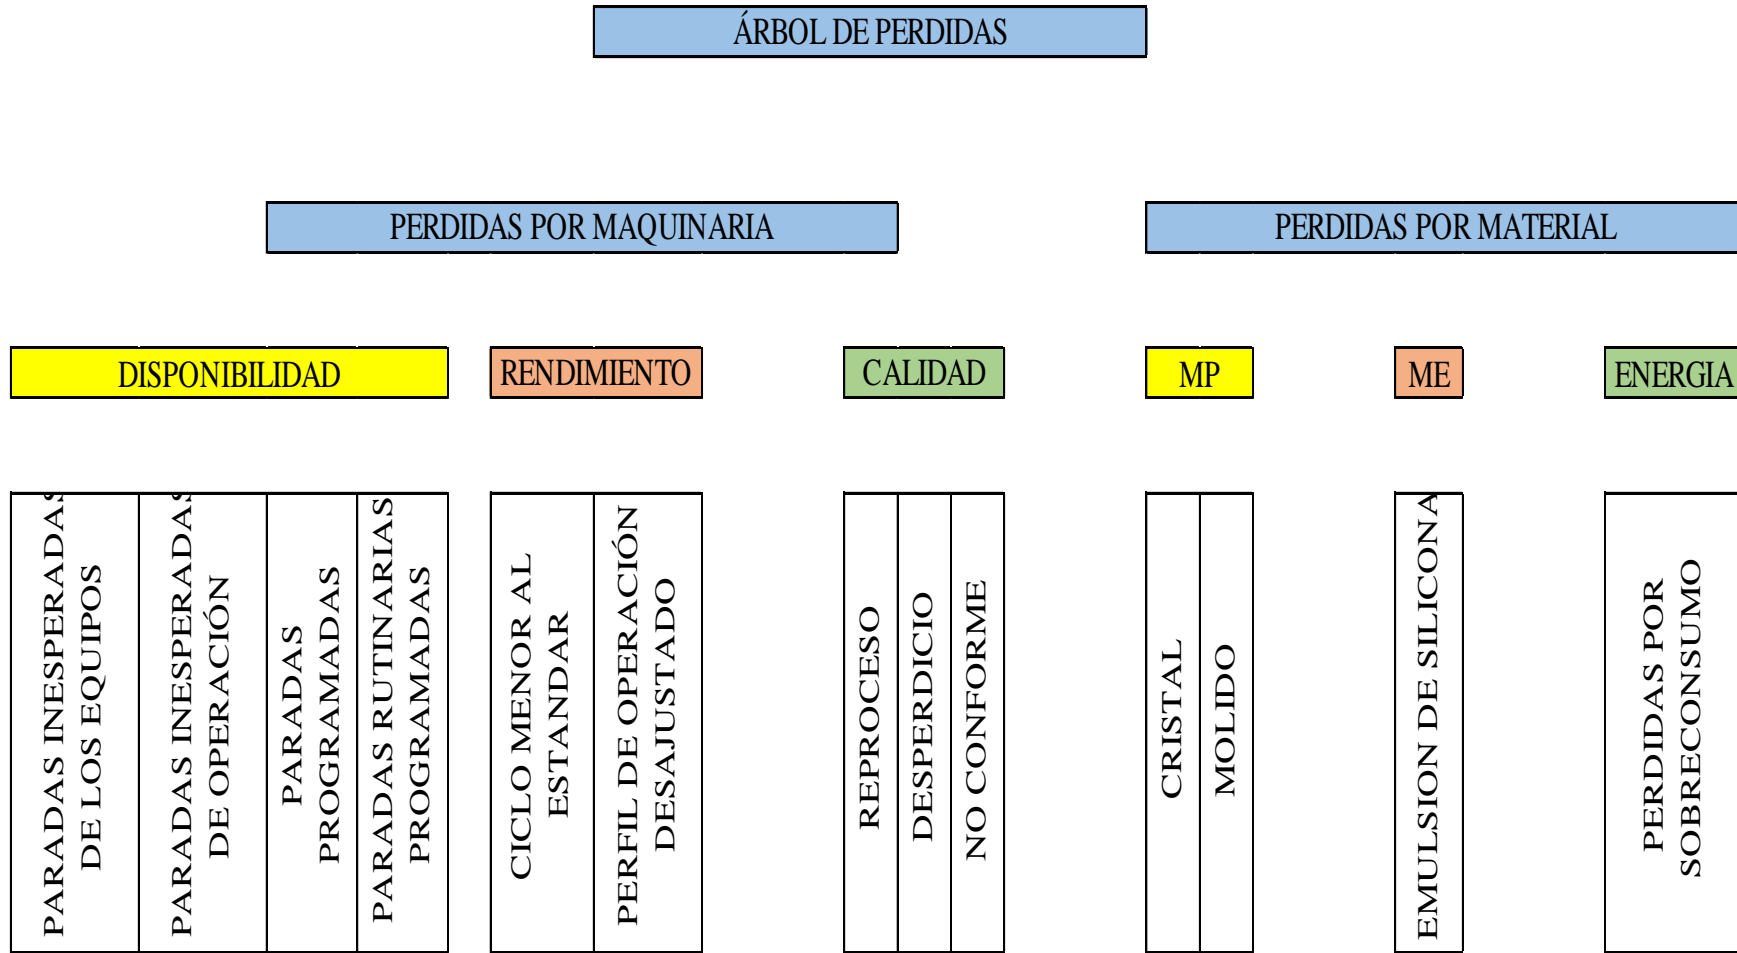 ÁRBOL DE PERDIDAS
PERDIDAS POR MAQUINARIA
PERDIDAS POR MATERIAL
DISPONIBILIDAD
RENDIMIENTO
CALIDAD
MP
ME
ENERGIA
PARADAS INESPERADAS
DE LOS EQUIPOS
PARADAS INESPERADAS
DE OPERACIÓN
PARADAS
PROGRAMADAS
PARADAS RUTINARIAS
PROGRAMADAS
CICLO MENOR AL
ESTANDAR
PERFIL DE OPERACIÓN
DESAJUSTADO
REPROCESO
DESPERDICIO
NO CONFORME
CRISTAL
MOLIDO
EMULSION DE SILICONA
PERDIDAS POR
SOBRECONSUMO